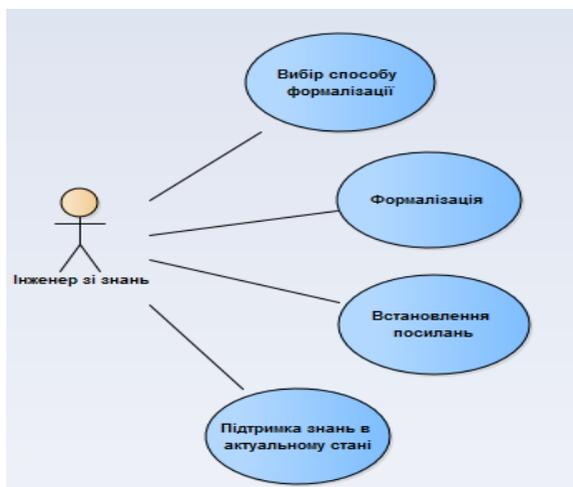 Вибір способу
формалізації
Формалізація
Інженер зі знань
Встановлення
посилань
Підтримка знань в
актуальному стані